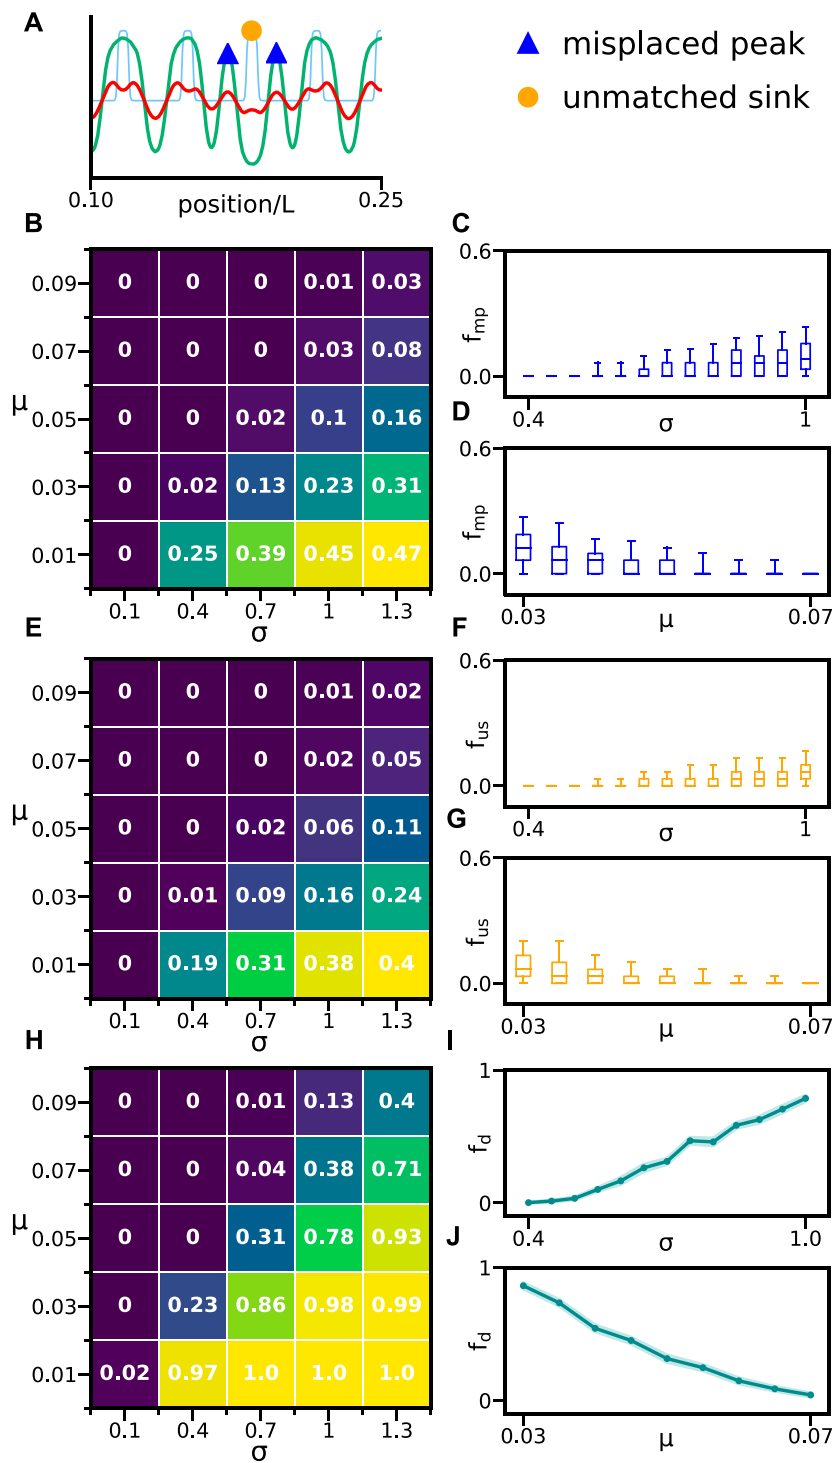 A
misplaced peak
unmatched sink
0.10 position/L 0.25
B
0.09 0 0 0 0.01 0.03
0.07 0 0 0 0.03 0.08
μ 0.05 0 0 0.02 0.1 0.16
0.03 0 0.02 0.13 0.23 0.31
0.01 0 0.25 0.39 0.45 0.47
0.1 0.4 0.7 1 1.3
σ
C
0.6
f_mp
0.0
0.4 σ 1
D
0.6
f_mp
0.0
0.03 μ 0.07
E
0.09 0 0 0 0.01 0.02
0.07 0 0 0 0.02 0.05
μ 0.05 0 0 0.02 0.06 0.11
0.03 0 0.01 0.09 0.16 0.24
0.01 0 0.19 0.31 0.38 0.4
0.1 0.4 0.7 1 1.3
σ
F
0.6
f_us
0.0
0.4 σ 1
G
0.6
f_us
0.0
0.03 μ 0.07
H
0.09 0 0 0.01 0.13 0.4
0.07 0 0 0.04 0.38 0.71
μ 0.05 0 0 0.31 0.78 0.93
0.03 0 0.23 0.86 0.98 0.99
0.01 0.02 0.97 1.0 1.0 1.0
0.1 0.4 0.7 1 1.3
σ
I
1
f_d
0
0.4 σ 1.0
J
1
f_d
0
0.03 μ 0.07